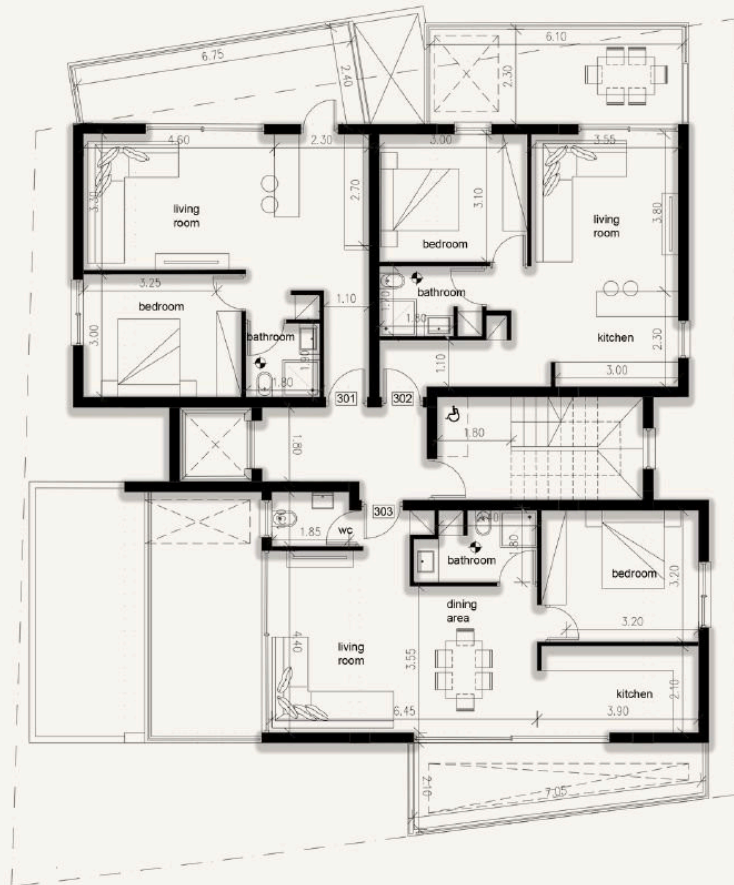 6.75
2.40
6.10
2.30
4.60
2.30
3.00
3.55
2.70
3.10
3.80
living
room
living
room
bedroom
3.25
bedroom
bathroom
1.80
kitchen
1.10
2.30
3.00
bathroom
1.80
1.10
3.00
301
302
1.80
1.80
303
1.85
wc
1.80
bathroom
bedroom
3.20
3.20
dining
area
living
room
4.40
3.55
kitchen
2.10
6.45
3.90
2.10
7.05